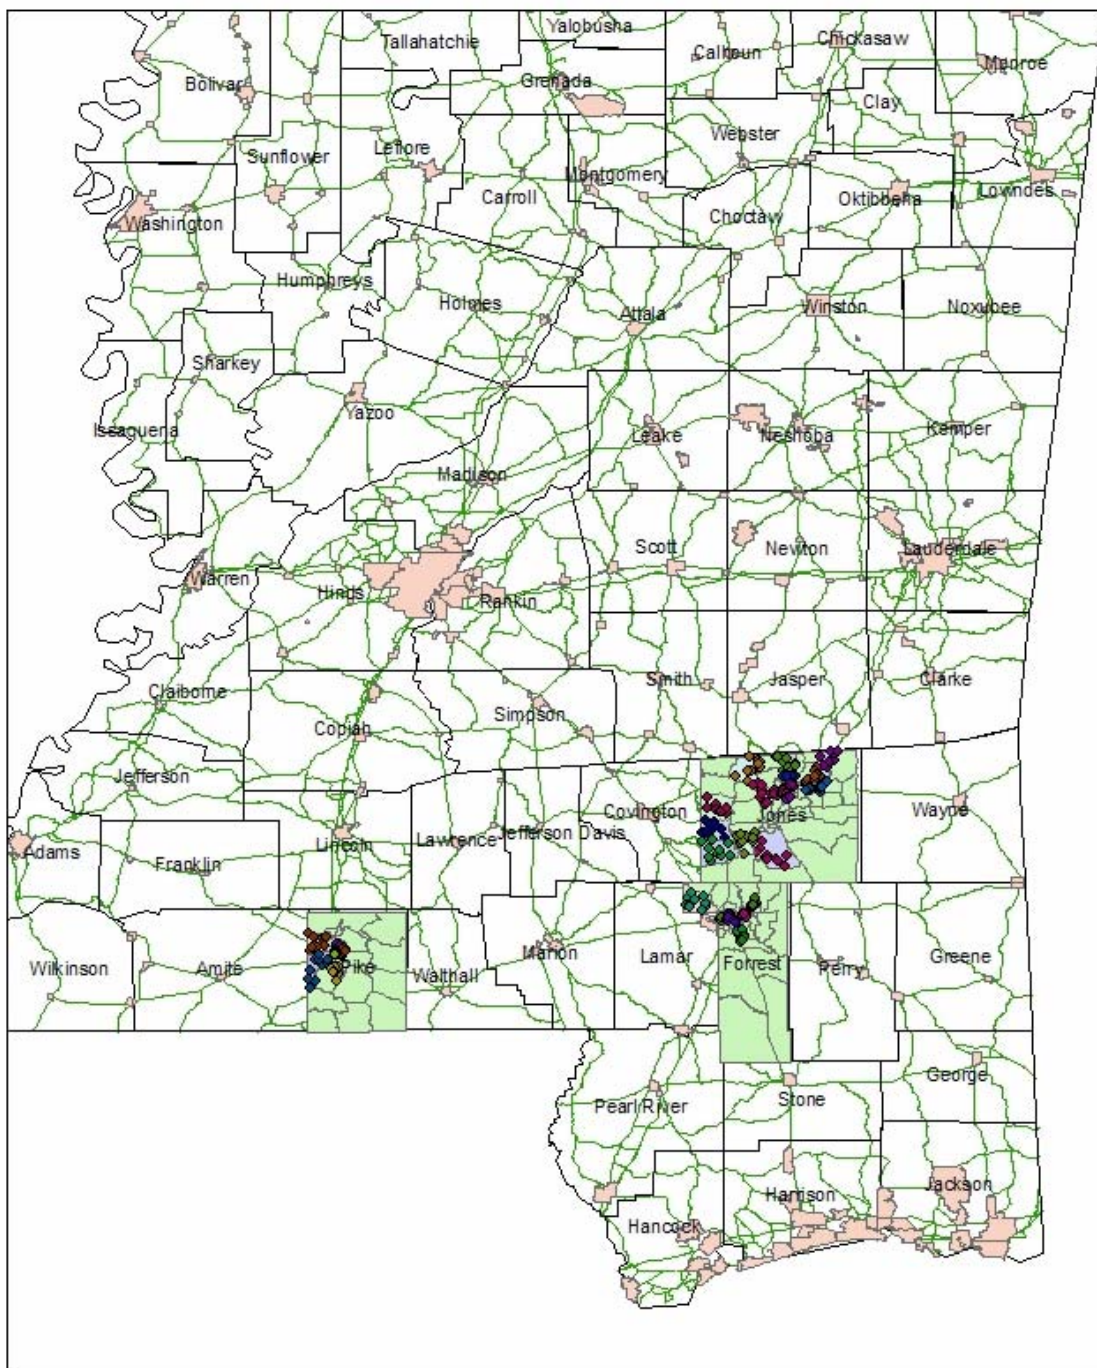 Yalobusha
Tallahatchie
Calhoun
Chickasaw
Monroe
Bolivar
Grenada
Clay
Webster
Sunflower
Leflore
Montgomery
Carroll
Oktibbeha
Lowndes
Washington
Choctaw
Humphreys
Holmes
Attala
Winston
Noxubee
Sharkey
Yazoo
Issaquena
Leake
Neshoba
Kemper
Madison
Scott
Newton
Lauderdale
Warren
Hinds
Rankin
Claiborne
Smith
Jasper
Clarke
Copiah
Simpson
Jefferson
Covington
Jones
Wayne
Adams
Franklin
Lincoln
Lawrence
Jefferson Davis
Wilkinson
Amite
Pike
Walthall
Marion
Lamar
Forrest
Perry
Greene
George
Pearl River
Stone
Jackson
Harrison
Hancock